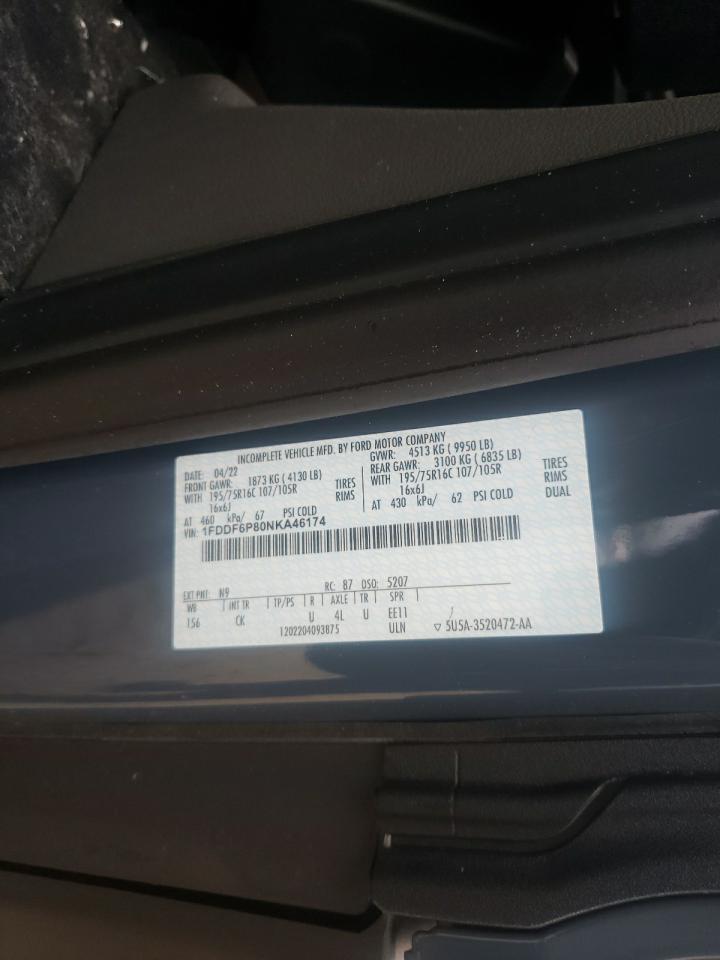 INCOMPLETE VEHICLE MFD. BY FORD MOTOR COMPANY
DATE: 04/22 GVWR: 4513 KG ( 9950 LB)
FRONT GAWR: 1873 KG ( 4130 LB) REAR GAWR: 3100 KG ( 6835 LB)
WITH 195/75R16C 107/105R TIRES WITH 195/75R16C 107/105R TIRES
16x6J RIMS 16x6J RIMS
AT 460 kPa/ 67 PSI COLD AT 430 kPa/ 62 PSI COLD DUAL
VIN: 1FDDF6P80NKA46174
EXT PNT: N9 RC: 87 DSO: 5207
WB INT TR TP/PS R AXLE TR SPR
156 CK U 4L U EE11
1202204093875 ULN ▽ 5U5A-3520472-AA